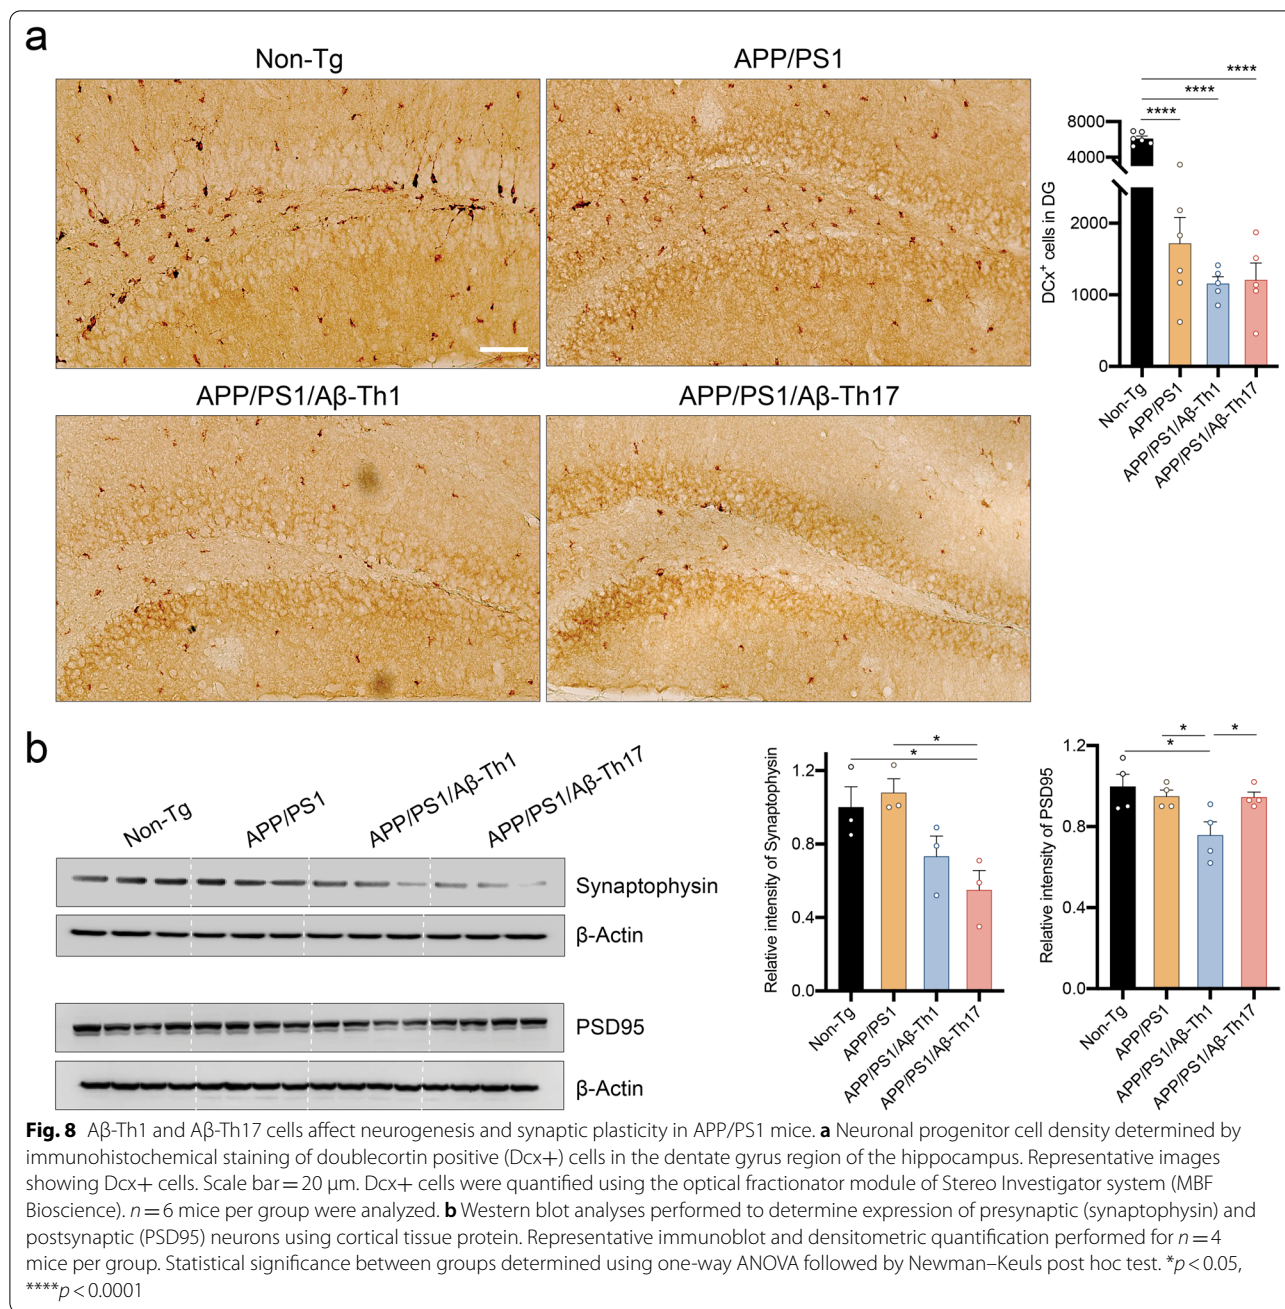 a
Non-Tg
APP/PS1
****
****
****
8000
4000
2000
1000
0
DCx⁺ cells in DG
Non-Tg
APP/PS1
APP/PS1/Aβ-Th1
APP/PS1/Aβ-Th17
APP/PS1/Aβ-Th1
APP/PS1/Aβ-Th17
b
Non-Tg
APP/PS1
APP/PS1/Aβ-Th1
APP/PS1/Aβ-Th17
Synaptophysin
β-Actin
PSD95
β-Actin
*
*
1.2
0.8
0.4
0.0
Relative intensity of Synaptophysin
Non-Tg
APP/PS1
APP/PS1/Aβ-Th1
APP/PS1/Aβ-Th17
*
*
*
1.2
0.8
0.4
0.0
Relative intensity of PSD95
Non-Tg
APP/PS1
APP/PS1/Aβ-Th1
APP/PS1/Aβ-Th17
Fig. 8 Aβ-Th1 and Aβ-Th17 cells affect neurogenesis and synaptic plasticity in APP/PS1 mice. a Neuronal progenitor cell density determined by
immunohistochemical staining of doublecortin positive (Dcx+) cells in the dentate gyrus region of the hippocampus. Representative images
showing Dcx+ cells. Scale bar = 20 μm. Dcx+ cells were quantified using the optical fractionator module of Stereo Investigator system (MBF
Bioscience). n = 6 mice per group were analyzed. b Western blot analyses performed to determine expression of presynaptic (synaptophysin) and
postsynaptic (PSD95) neurons using cortical tissue protein. Representative immunoblot and densitometric quantification performed for n = 4
mice per group. Statistical significance between groups determined using one-way ANOVA followed by Newman–Keuls post hoc test. *p < 0.05,
****p < 0.0001